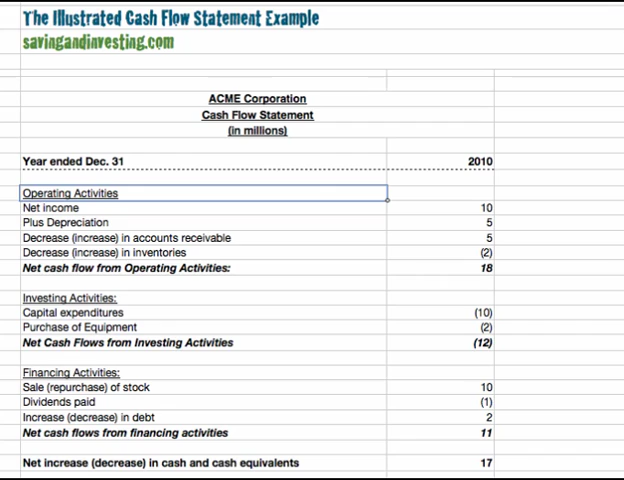 The Illustrated Cash Flow Statement Example
savingandinvesting.com
ACME Corporation
Cash Flow Statement
(in millions)
Year ended Dec. 31 2010
Operating Activities
Net income 10
Plus Depreciation 5
Decrease (increase) in accounts receivable 5
Decrease (increase) in inventories (2)
Net cash flow from Operating Activities: 18
Investing Activities:
Capital expenditures (10)
Purchase of Equipment (2)
Net Cash Flows from Investing Activities (12)
Financing Activities:
Sale (repurchase) of stock 10
Dividends paid (1)
Increase (decrease) in debt 2
Net cash flows from financing activities 11
Net increase (decrease) in cash and cash equivalents 17